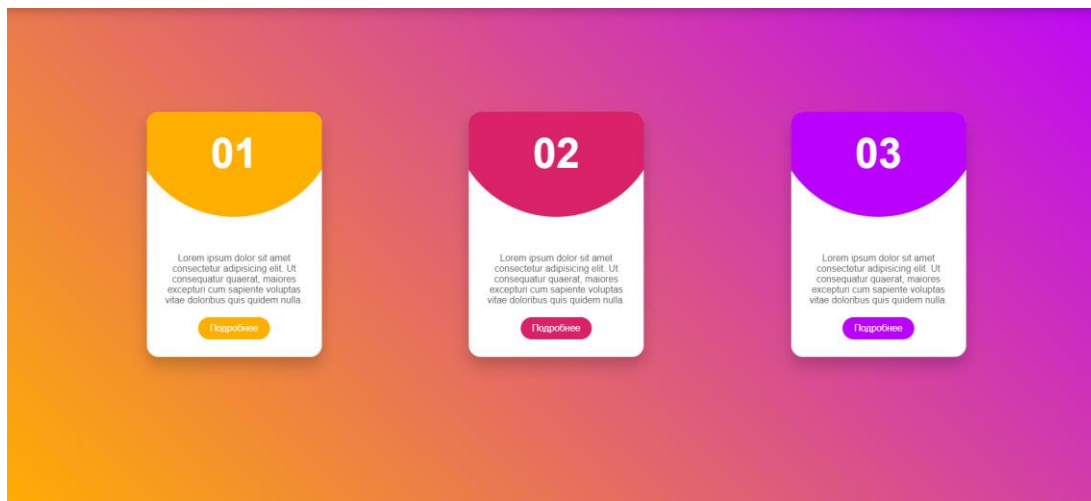 01
Lorem ipsum dolor sit amet
consectetur adipisicing elit. Ut
consequatur quaerat, maiores
excepturi cum sapiente voluptas
vitae doloribus quis quidem nulla.
Подробнее
02
Lorem ipsum dolor sit amet
consectetur adipisicing elit. Ut
consequatur quaerat, maiores
excepturi cum sapiente voluptas
vitae doloribus quis quidem nulla.
Подробнее
03
Lorem ipsum dolor sit amet
consectetur adipisicing elit. Ut
consequatur quaerat, maiores
excepturi cum sapiente voluptas
vitae doloribus quis quidem nulla.
Подробнее